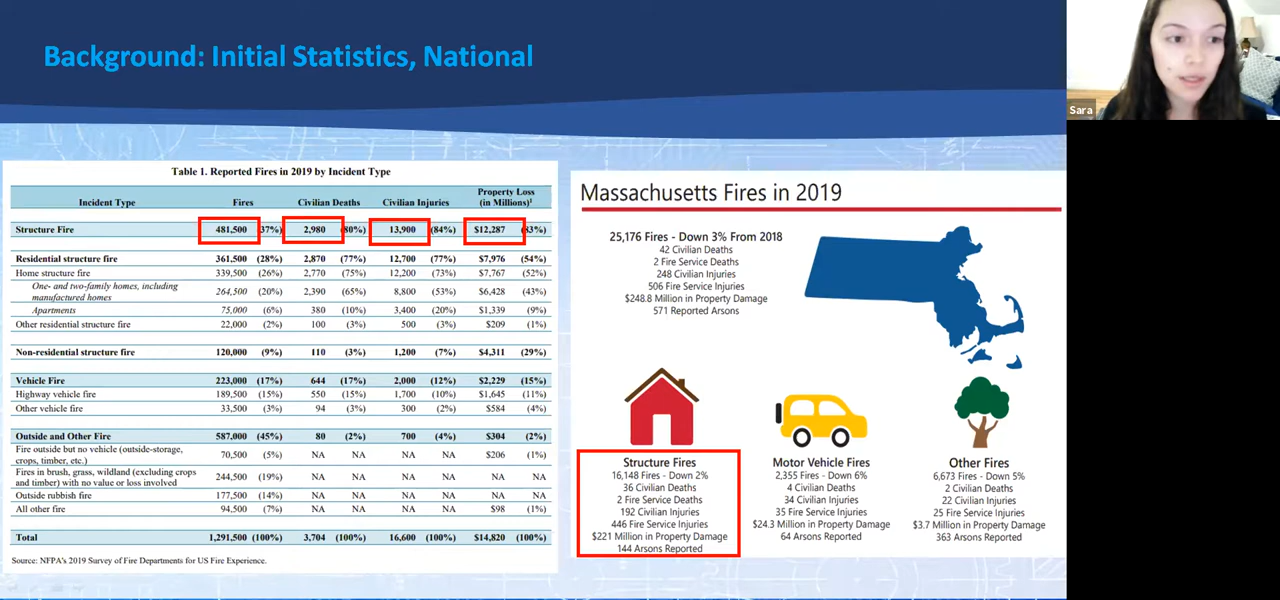 Background: Initial Statistics, National
Sara
Table 1. Reported Fires in 2019 by Incident Type
Incident Type Fires Civilian Deaths Civilian Injuries Property Loss (in Millions)¹
Structure Fire 481,500 (37%) 2,980 (80%) 13,900 (84%) $12,287 (83%)
Residential structure fire 361,500 (28%) 2,870 (77%) 12,700 (77%) $7,976 (54%)
Home structure fire 339,500 (26%) 2,770 (75%) 12,200 (73%) $7,767 (52%)
One- and two-family homes, including
manufactured homes 264,500 (20%) 2,390 (65%) 8,800 (53%) $6,428 (43%)
Apartments 75,000 (6%) 380 (10%) 3,400 (20%) $1,339 (9%)
Other residential structure fire 22,000 (2%) 100 (3%) 500 (3%) $209 (1%)
Non-residential structure fire 120,000 (9%) 110 (3%) 1,200 (7%) $4,311 (29%)
Vehicle Fire 223,000 (17%) 644 (17%) 2,000 (12%) $2,229 (15%)
Highway vehicle fire 189,500 (15%) 550 (15%) 1,700 (10%) $1,645 (11%)
Other vehicle fire 33,500 (3%) 94 (3%) 300 (2%) $584 (4%)
Outside and Other Fire 587,000 (45%) 80 (2%) 700 (4%) $304 (2%)
Fire outside but no vehicle (outside-storage,
crops, timber, etc.) 70,500 (5%) NA NA NA NA $206 (1%)
Fires in brush, grass, wildland (excluding crops
and timber) with no value or loss involved 244,500 (19%) NA NA NA NA NA NA
Outside rubbish fire 177,500 (14%) NA NA NA NA NA NA
All other fire 94,500 (7%) NA NA NA NA $98 (1%)
Total 1,291,500 (100%) 3,704 (100%) 16,600 (100%) $14,820 (100%)
Source: NFPA's 2019 Survey of Fire Departments for US Fire Experience.
Massachusetts Fires in 2019
25,176 Fires - Down 3% From 2018
42 Civilian Deaths
2 Fire Service Deaths
248 Civilian Injuries
506 Fire Service Injuries
$248.8 Million in Property Damage
571 Reported Arsons
Structure Fires
16,148 Fires - Down 2%
36 Civilian Deaths
2 Fire Service Deaths
192 Civilian Injuries
446 Fire Service Injuries
$221 Million in Property Damage
144 Arsons Reported
Motor Vehicle Fires
2,355 Fires - Down 6%
4 Civilian Deaths
34 Civilian Injuries
35 Fire Service Injuries
$24.3 Million in Property Damage
64 Arsons Reported
Other Fires
6,673 Fires - Down 5%
2 Civilian Deaths
22 Civilian Injuries
25 Fire Service Injuries
$3.7 Million in Property Damage
363 Arsons Reported